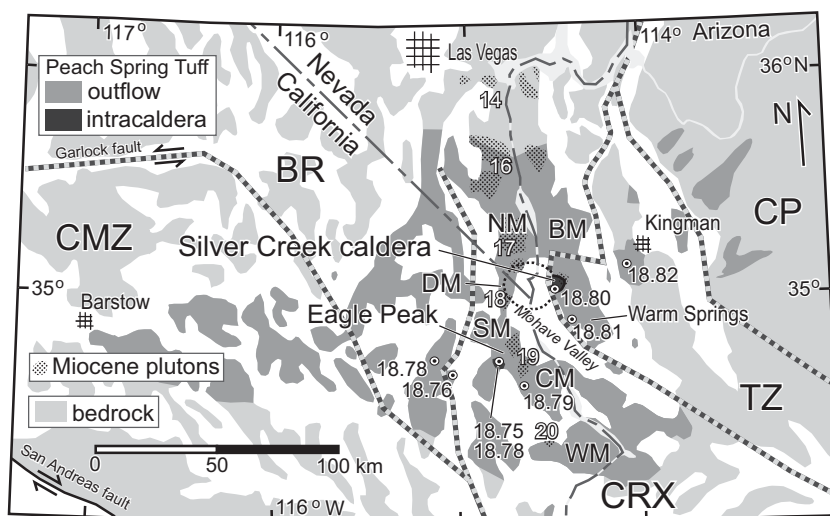 117°
116°
114°
Arizona
Las Vegas
36°N
Peach Spring Tuff
outflow
intracaldera
Nevada
California
14
N
Garlock fault
BR
16
CP
CMZ
NM
BM
Kingman
17
Silver Creek caldera
18.82
DM
35°
18
18.80
35°
Barstow
Eagle Peak
SM
Mohave Valley
18.81
Warm Springs
Miocene plutons
18.78
19
18.76
CM
18.79
TZ
bedrock
18.75
18.78
20
WM
0
50
100 km
San Andreas fault
116°W
CRX